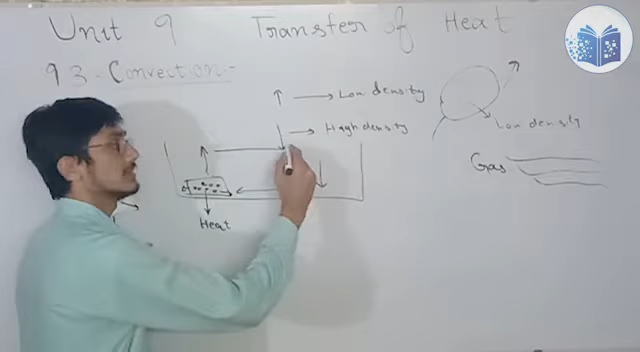 Unit 9 Transfer of Heat
9.3 - Convection:-
Low density
High density
Low density
Gas
Heat